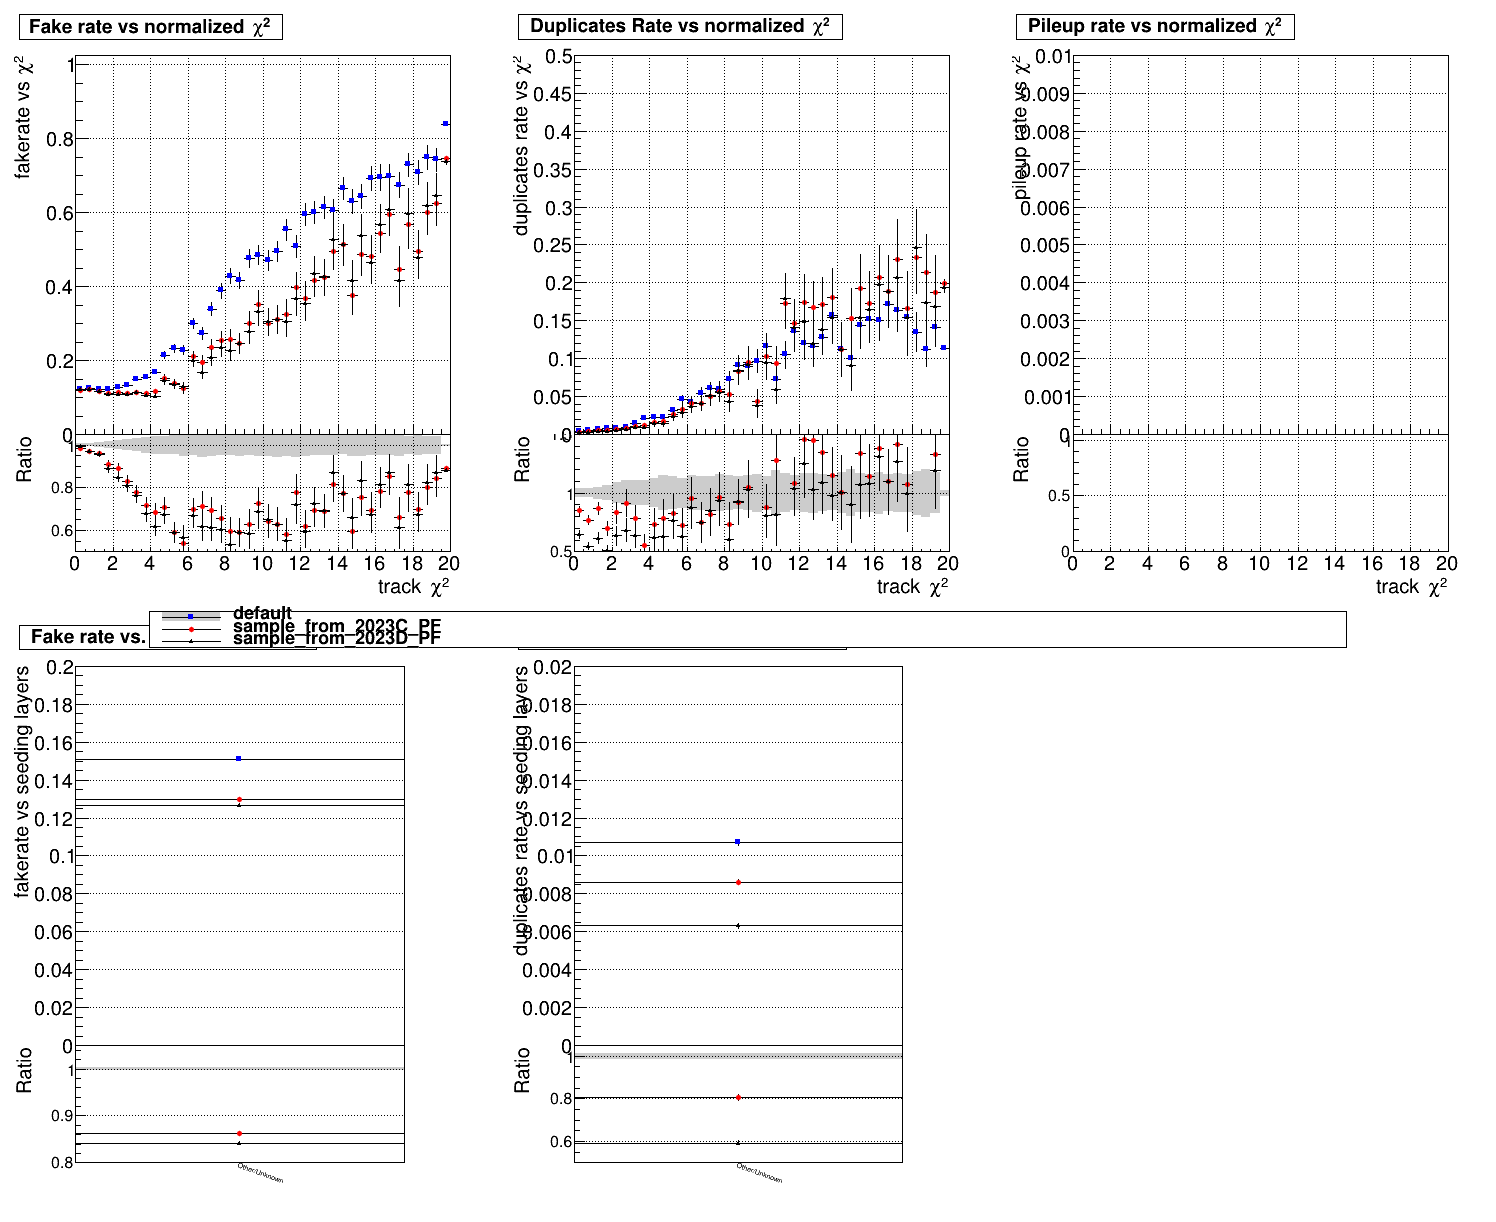 Fake rate vs normalized χ²
Duplicates Rate vs normalized χ²
Pileup rate vs normalized χ²
fakerate vs χ²
1
0.8
0.6
0.4
0.2
0
Ratio
1
0.8
0.6
0 2 4 6 8 10 12 14 16 18 20
track χ²
duplicates rate vs χ²
0.5
0.45
0.4
0.35
0.3
0.25
0.2
0.15
0.1
0.05
0
Ratio
1
0.5
0 2 4 6 8 10 12 14 16 18 20
track χ²
pileup rate vs χ²
0.01
0.009
0.008
0.007
0.006
0.005
0.004
0.003
0.002
0.001
0
Ratio
1
0.5
0
0 2 4 6 8 10 12 14 16 18 20
track χ²
default
sample_from_2023C_PF
sample_from_2023D_PF
Fake rate vs.
fakerate vs seeding layers
0.2
0.18
0.16
0.14
0.12
0.1
0.08
0.06
0.04
0.02
0
Ratio
1
0.9
0.8
Other/Unknown
duplicates rate vs seeding layers
0.02
0.018
0.016
0.014
0.012
0.01
0.008
0.006
0.004
0.002
0
Ratio
1
0.8
0.6
Other/Unknown